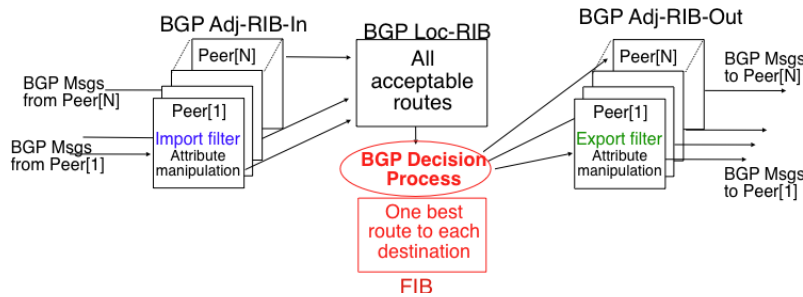 BGP Adj-RIB-In
BGP Loc-RIB
BGP Adj-RIB-Out
Peer[N]
All
acceptable
routes
Peer[N]
BGP Msgs
from Peer[N]
BGP Msgs
to Peer[N]
Peer[1]
Import filter
Attribute
manipulation
Peer[1]
Export filter
Attribute
manipulation
BGP Msgs
from Peer[1]
BGP Decision
Process
BGP Msgs
to Peer[1]
One best
route to each
destination
FIB